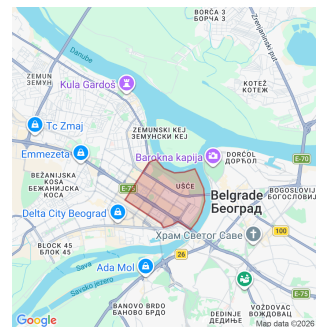 BORČA 3
БОРЧА 3
Zrenjaninski put
Danube
ZEMUN
ЗЕМУН
Kula Gardoš
KOTEŽ
КОТЕЖ
Tc Zmaj
ZEMUNSKI KEJ
ЗЕМУНСКИ КЕЈ
Emmezeta
Barokna kapija
DORĆOL
ДОРЋОЛ
E-70
BEŽANIJSKA
KOSA
БЕЖАНИЈСКА
КОСА
E-75
UŠĆE
Belgrade
Београд
BOGOSLOVIJ
БОГОСЛОВИЈ
Delta City Beograd
BLOCK 45
БЛОК 45
Храм Светог Саве
100
26
Sava
Savsko jezero
Ada Mol
E-75
BANOVO BRDO
БАНОВО БРДО
DEDINJE
ДЕДИЊЕ
VOŽDOVAC
ВОЖДОВАЦ
Google
Map data ©2026